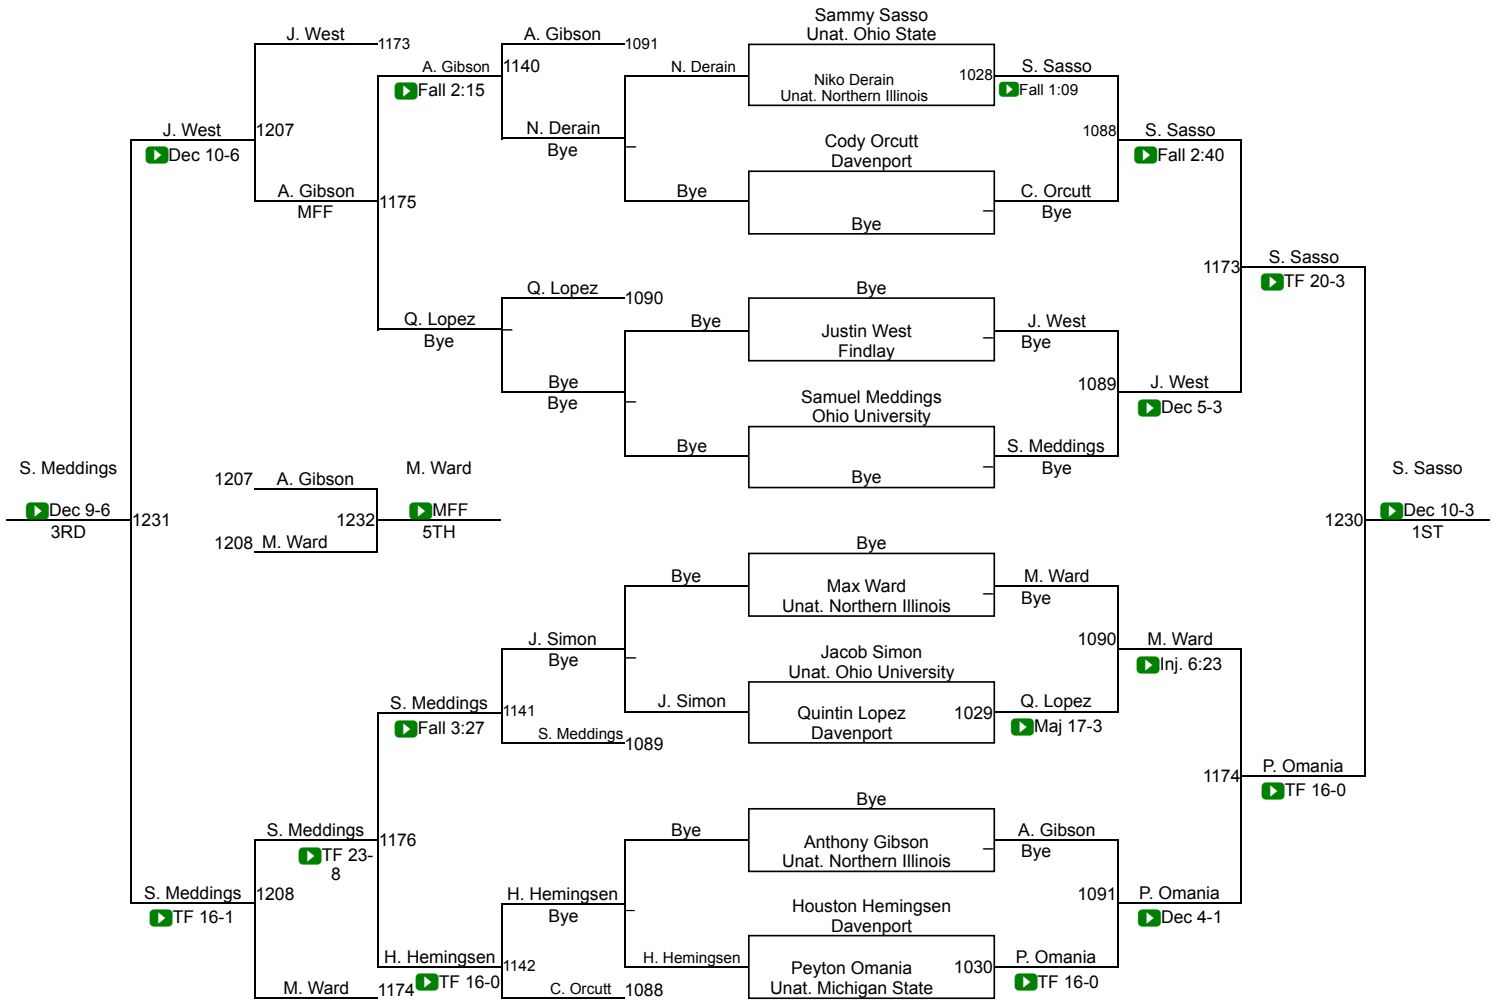 Sammy Sasso
Unat. Ohio State
J. West
1173
A. Gibson
1091
A. Gibson
1140
Fall 2:15
N. Derain
Niko Derain
Unat. Northern Illinois
1028
S. Sasso
Fall 1:09
J. West
1207
Dec 10-6
N. Derain
Bye
Cody Orcutt
Davenport
1088
S. Sasso
Fall 2:40
A. Gibson
MFF
1175
Bye
Bye
C. Orcutt
Bye
1173
S. Sasso
TF 20-3
Q. Lopez
1090
Bye
Q. Lopez
Bye
Bye
Justin West
Findlay
J. West
Bye
Bye
Bye
Samuel Meddings
Ohio University
1089
J. West
Dec 5-3
Bye
Bye
S. Meddings
Bye
S. Meddings
Dec 9-6
3RD
1231
1207
A. Gibson
M. Ward
1232
MFF
5TH
1208
M. Ward
1230
S. Sasso
Dec 10-3
1ST
Bye
Bye
Max Ward
Unat. Northern Illinois
M. Ward
Bye
J. Simon
Bye
Jacob Simon
Unat. Ohio University
1090
M. Ward
Inj. 6:23
S. Meddings
1141
Fall 3:27
J. Simon
Quintin Lopez
Davenport
1029
Q. Lopez
Maj 17-3
S. Meddings
1089
1174
P. Omania
TF 16-0
Bye
S. Meddings
1176
TF 23-
8
Bye
Anthony Gibson
Unat. Northern Illinois
A. Gibson
Bye
S. Meddings
1208
TF 16-1
H. Hemingsen
Bye
Houston Hemingsen
Davenport
1091
P. Omania
Dec 4-1
H. Hemingsen
1142
TF 16-0
H. Hemingsen
Peyton Omania
Unat. Michigan State
1030
P. Omania
TF 16-0
M. Ward
1174
C. Orcutt
1088